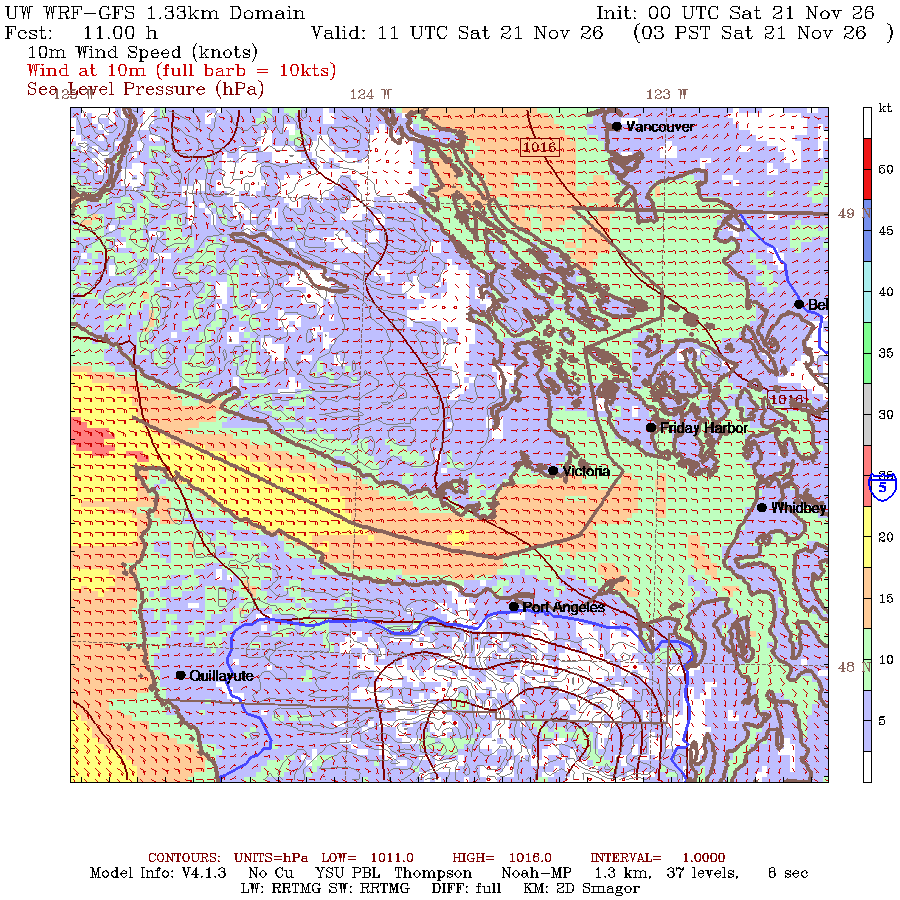 UW WRF-GFS 1.33km Domain Init: 00 UTC Sat 21 Nov 26
Fcst: 11.00 h Valid: 11 UTC Sat 21 Nov 26 (03 PST Sat 21 Nov 26 )
10m Wind Speed (knots)
Wind at 10m (full barb = 10kts)
Sea Level Pressure (hPa)
124 W 123 W
kt
Vancouver
1016
60
49 N
45
40
Bel
35
1016
30
Friday Harbor
Victoria
25
5
Whidbey
20
15
Port Angeles
10
48 N
Quillayute
5
CONTOURS: UNITS=hPa LOW= 1011.0 HIGH= 1016.0 INTERVAL= 1.0000
Model Info: V4.1.3 No Cu YSU PBL Thompson Noah-MP 1.3 km, 37 levels, 8 sec
LW: RRTMG SW: RRTMG DIFF: full KM: 2D Smagor